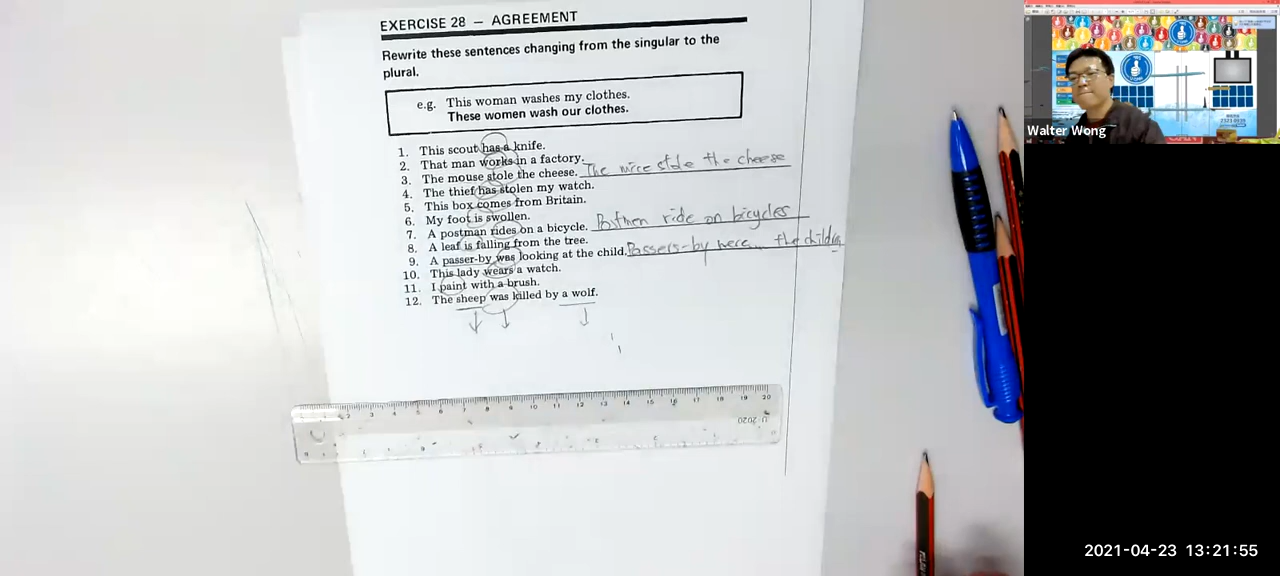 EXERCISE 28 — AGREEMENT
Rewrite these sentences changing from the singular to the
plural.
e.g. This woman washes my clothes.
These women wash our clothes.
1. This scout has a knife.
2. That man works in a factory.
3. The mouse stole the cheese. The mice stole the cheese
4. The thief has stolen my watch.
5. This box comes from Britain.
6. My foot is swollen.
7. A postman rides on a bicycle. Postmen ride on bicycles
8. A leaf is falling from the tree.
9. A passer-by was looking at the child. Passers-by were... the children
10. This lady wears a watch.
11. I paint with a brush.
12. The sheep was killed by a wolf.
Walter Wong
2021-04-23 13:21:55